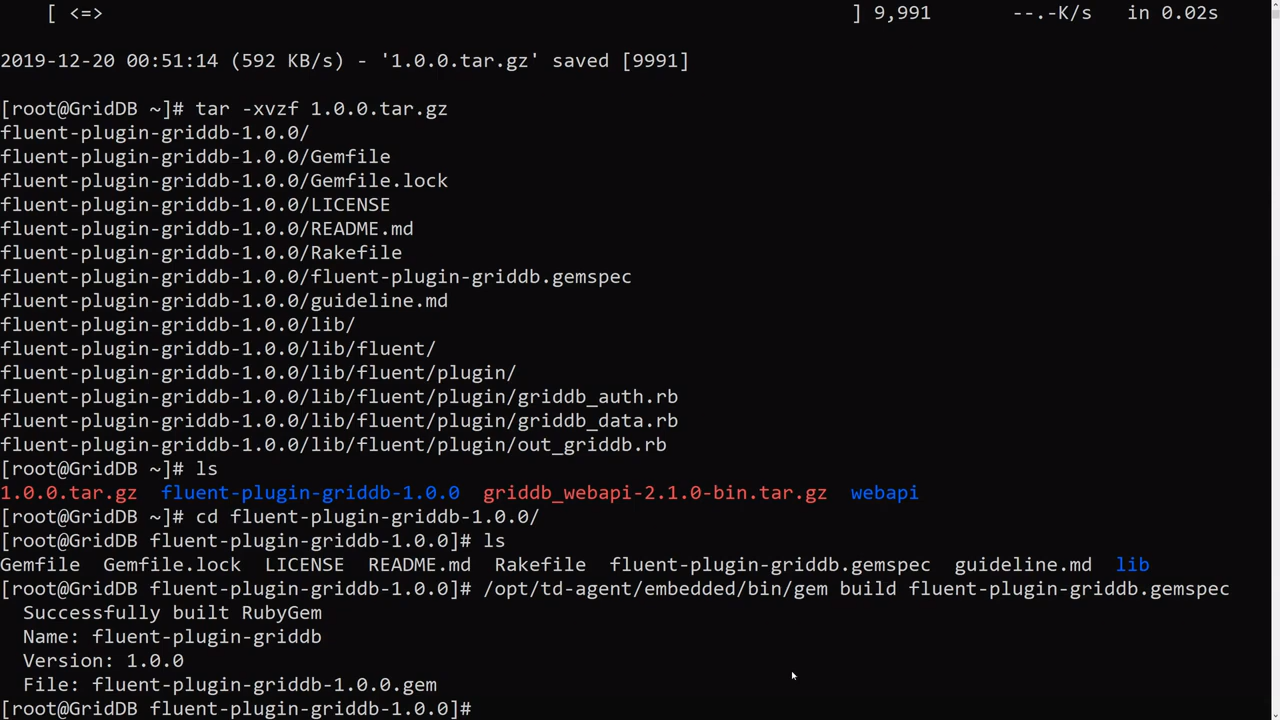 [ <=> ] 9,991 --.-K/s in 0.02s
2019-12-20 00:51:14 (592 KB/s) - '1.0.0.tar.gz' saved [9991]
[root@GridDB ~]# tar -xvzf 1.0.0.tar.gz
fluent-plugin-griddb-1.0.0/
fluent-plugin-griddb-1.0.0/Gemfile
fluent-plugin-griddb-1.0.0/Gemfile.lock
fluent-plugin-griddb-1.0.0/LICENSE
fluent-plugin-griddb-1.0.0/README.md
fluent-plugin-griddb-1.0.0/Rakefile
fluent-plugin-griddb-1.0.0/fluent-plugin-griddb.gemspec
fluent-plugin-griddb-1.0.0/guideline.md
fluent-plugin-griddb-1.0.0/lib/
fluent-plugin-griddb-1.0.0/lib/fluent/
fluent-plugin-griddb-1.0.0/lib/fluent/plugin/
fluent-plugin-griddb-1.0.0/lib/fluent/plugin/griddb_auth.rb
fluent-plugin-griddb-1.0.0/lib/fluent/plugin/griddb_data.rb
fluent-plugin-griddb-1.0.0/lib/fluent/plugin/out_griddb.rb
[root@GridDB ~]# ls
1.0.0.tar.gz  fluent-plugin-griddb-1.0.0  griddb_webapi-2.1.0-bin.tar.gz  webapi
[root@GridDB ~]# cd fluent-plugin-griddb-1.0.0/
[root@GridDB fluent-plugin-griddb-1.0.0]# ls
Gemfile  Gemfile.lock  LICENSE  README.md  Rakefile  fluent-plugin-griddb.gemspec  guideline.md  lib
[root@GridDB fluent-plugin-griddb-1.0.0]# /opt/td-agent/embedded/bin/gem build fluent-plugin-griddb.gemspec
  Successfully built RubyGem
  Name: fluent-plugin-griddb
  Version: 1.0.0
  File: fluent-plugin-griddb-1.0.0.gem
[root@GridDB fluent-plugin-griddb-1.0.0]#